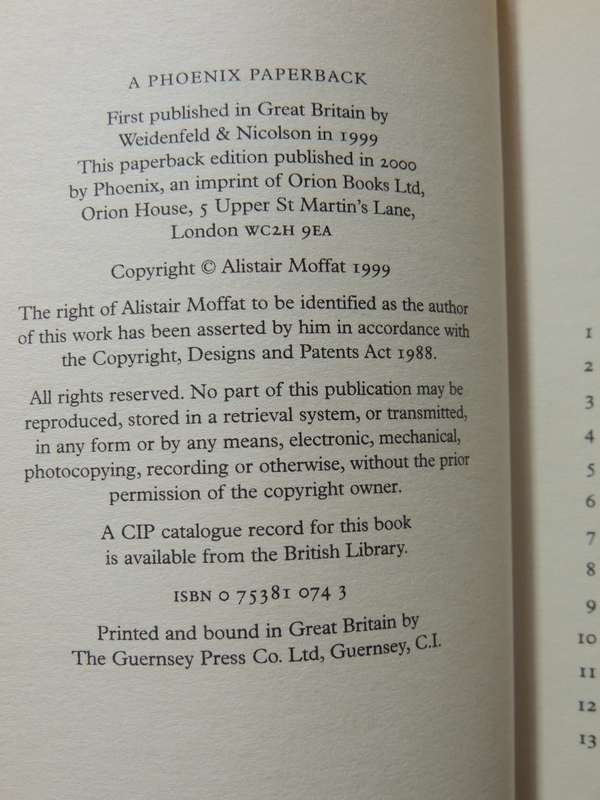 A PHOENIX PAPERBACK
First published in Great Britain by
Weidenfeld & Nicolson in 1999
This paperback edition published in 2000
by Phoenix, an imprint of Orion Books Ltd,
Orion House, 5 Upper St Martin's Lane,
London WC2H 9EA
Copyright © Alistair Moffat 1999
The right of Alistair Moffat to be identified as the author
of this work has been asserted by him in accordance with
the Copyright, Designs and Patents Act 1988.
All rights reserved. No part of this publication may be
reproduced, stored in a retrieval system, or transmitted,
in any form or by any means, electronic, mechanical,
photocopying, recording or otherwise, without the prior
permission of the copyright owner.
A CIP catalogue record for this book
is available from the British Library.
ISBN 0 75381 074 3
Printed and bound in Great Britain by
The Guernsey Press Co. Ltd, Guernsey, C.I.
1
2
3
4
5
6
7
8
9
10
11
12
13